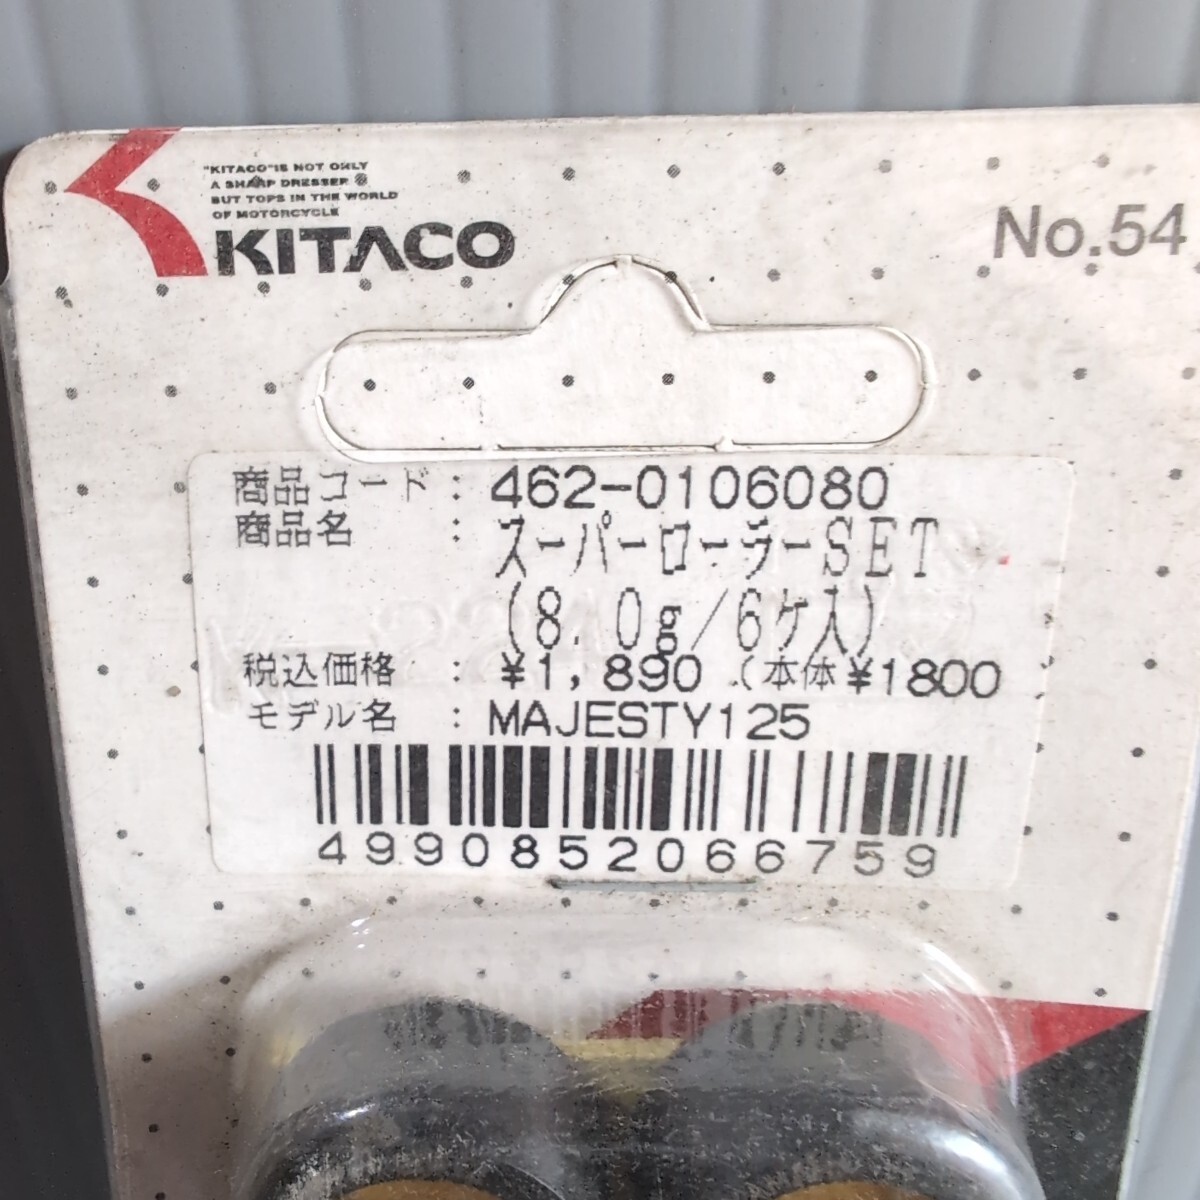 "KITACO"IS NOT ONLY
A SHARP DRESSER
BUT TOPS IN THE WORLD
OF MOTORCYCLE
KITACO
No.54
商品コード : 462-0106080
商品名 : スーパーローラーSET
(8.0g/6ケ入)
税込価格 : ¥1,890 (本体¥1800
モデル名 : MAJESTY125
4990852066759